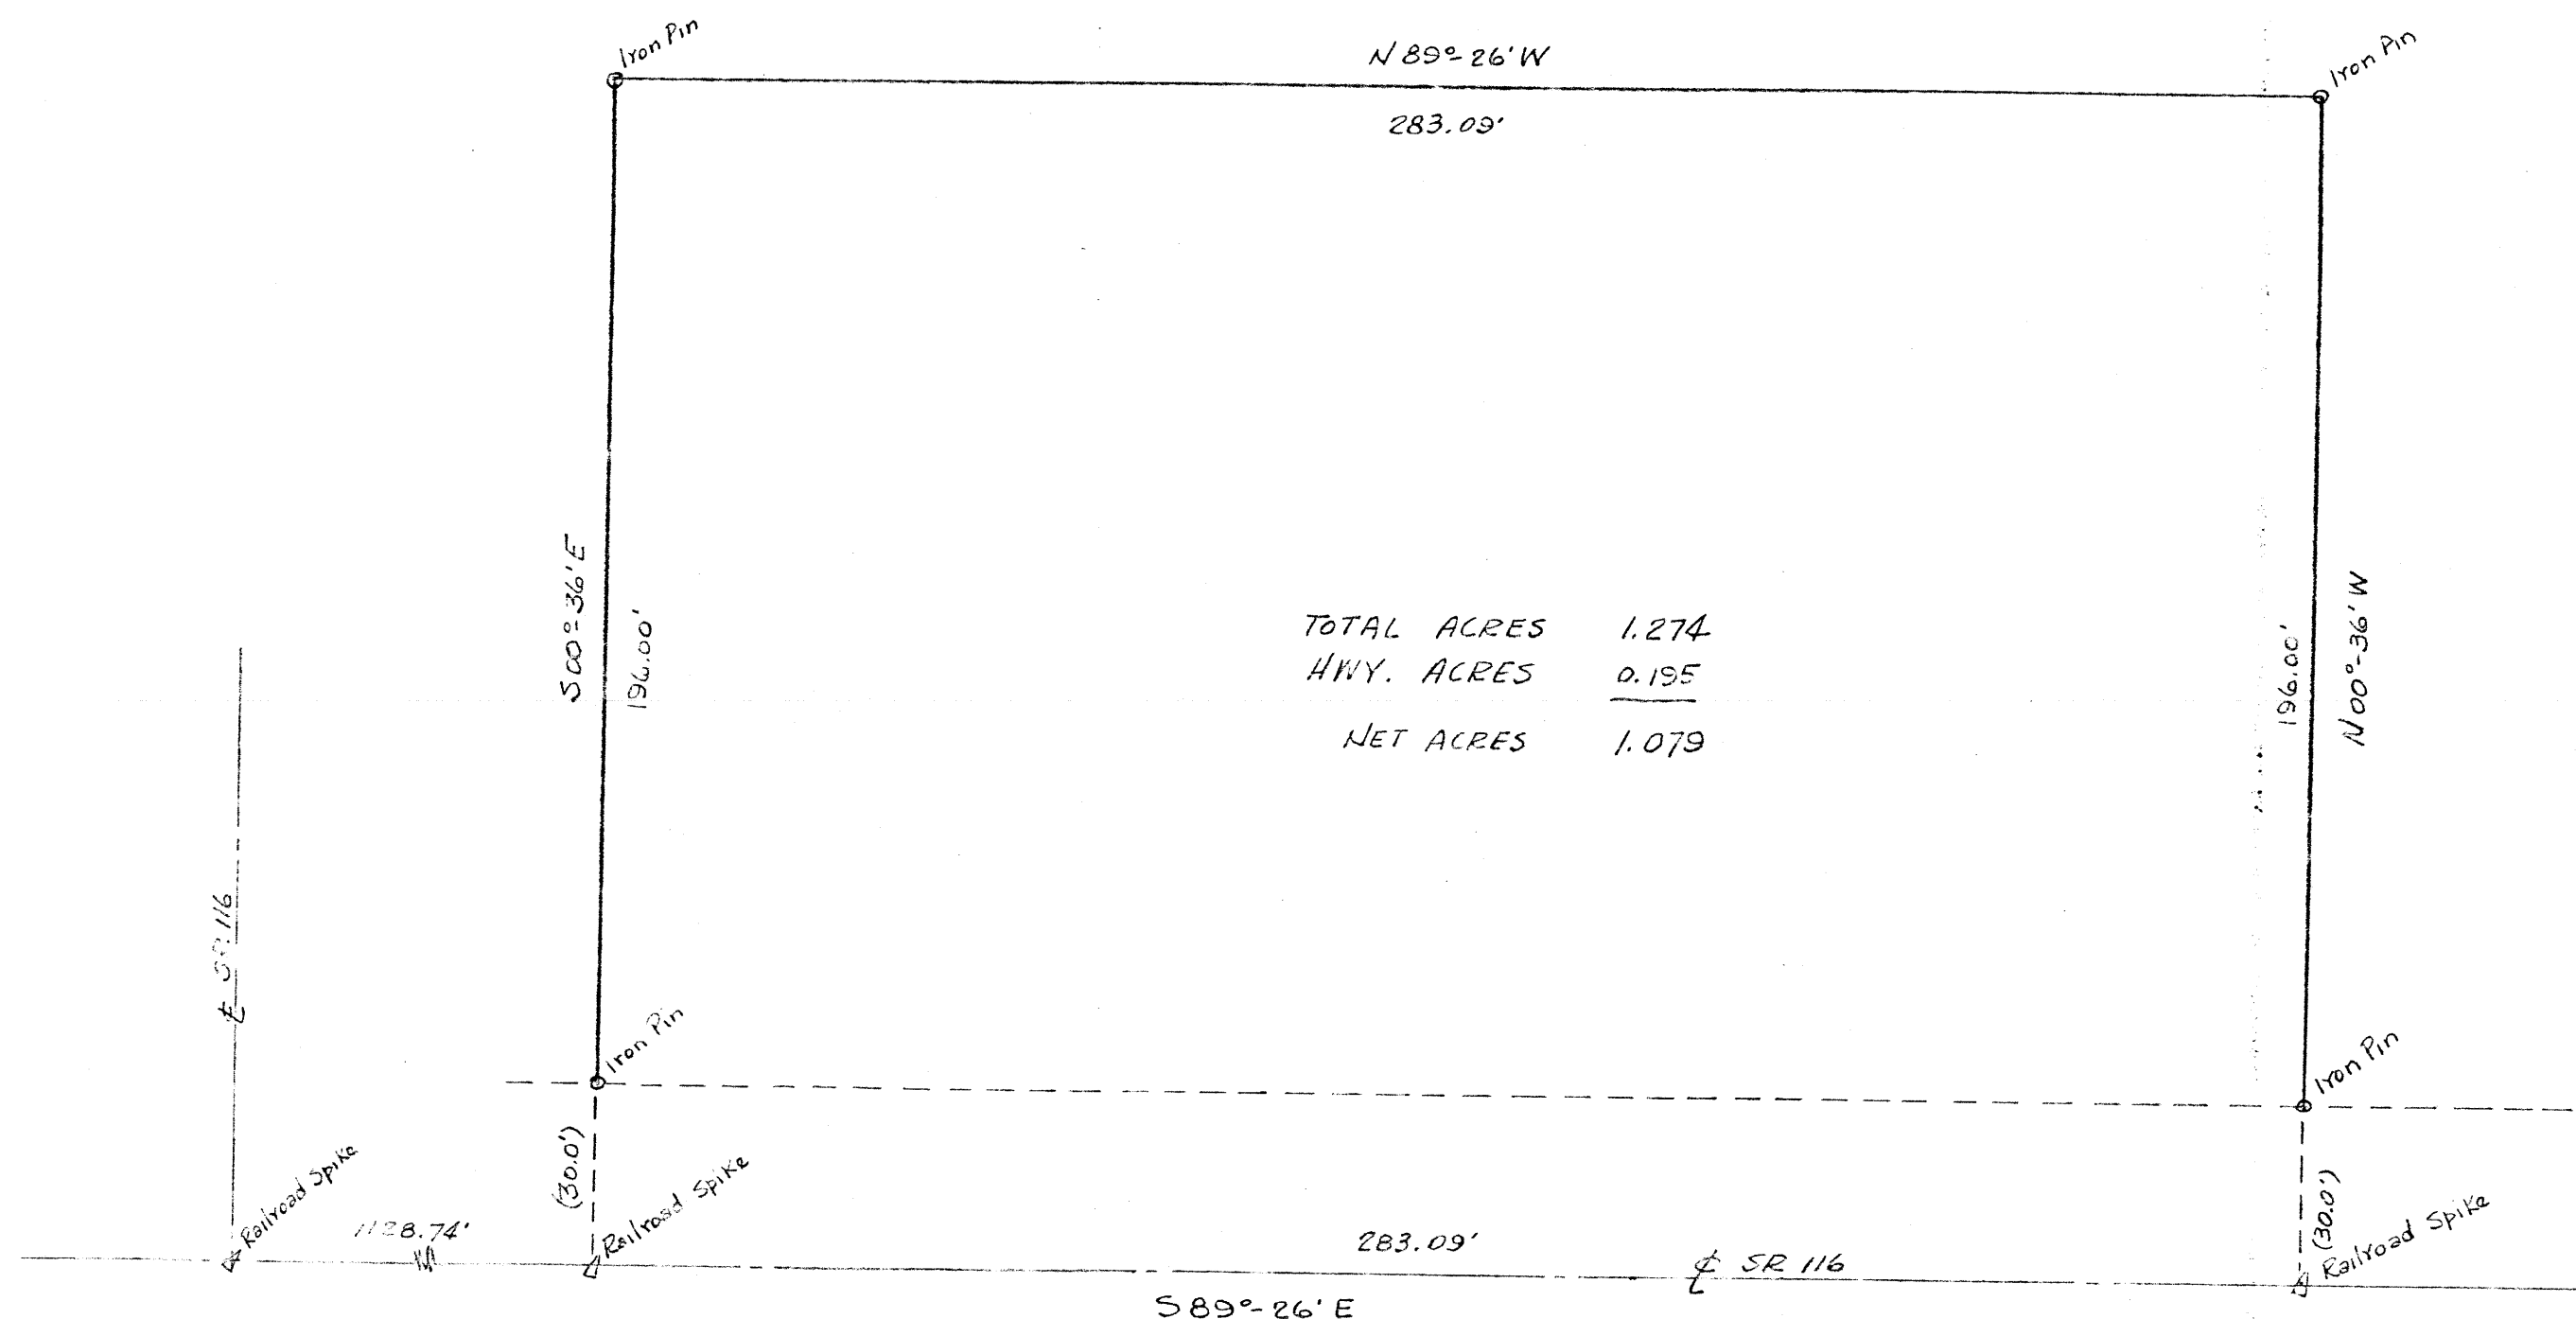 Iron Pin
N 89°-26' W
Iron Pin
283.09'
S 00°-36' E
196.00'
TOTAL ACRES 1.274
HWY. ACRES 0.195
NET ACRES 1.079
196.00'
N 00°-36' W
℄ SR 116
Iron Pin
Iron Pin
(30.0')
(30.0')
Railroad Spike
1128.74'
Railroad Spike
283.09'
℄ SR 116
Railroad Spike
S 89°-26' E